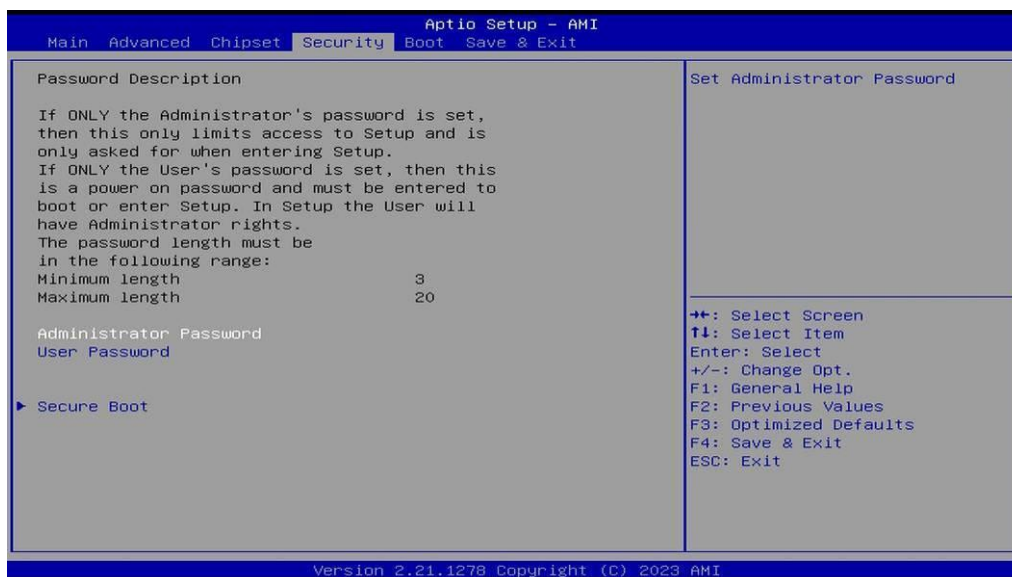 Aptio Setup – AMI
Main Advanced Chipset Security Boot Save & Exit
Password Description
If ONLY the Administrator's password is set,
then this only limits access to Setup and is
only asked for when entering Setup.
If ONLY the User's password is set, then this
is a power on password and must be entered to
boot or enter Setup. In Setup the User will
have Administrator rights.
The password length must be
in the following range:
Minimum length 3
Maximum length 20
Administrator Password
User Password
► Secure Boot
Set Administrator Password
→←: Select Screen
↑↓: Select Item
Enter: Select
+/-: Change Opt.
F1: General Help
F2: Previous Values
F3: Optimized Defaults
F4: Save & Exit
ESC: Exit
Version 2.21.1278 Copyright (C) 2023 AMI